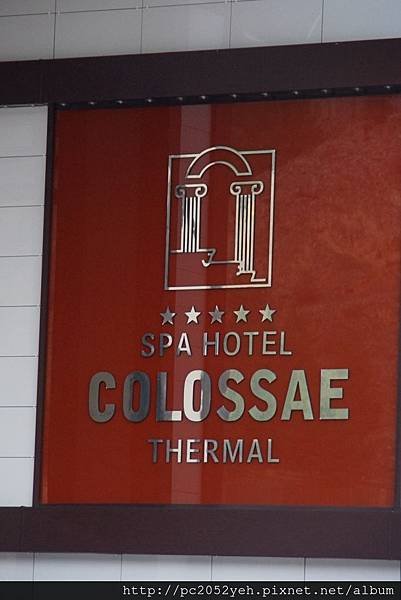 SPA HOTEL
COLOSSAE
THERMAL
http://pc2052yeh.pixnet.net/album